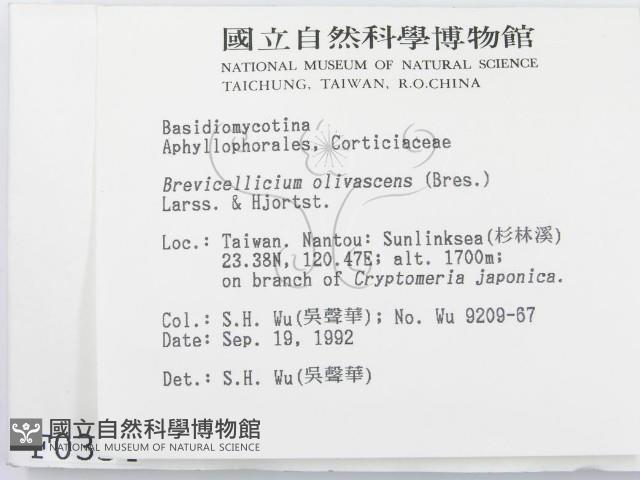 國立自然科學博物館
NATIONAL MUSEUM OF NATURAL SCIENCE
TAICHUNG, TAIWAN, R.O.CHINA
Basidiomycotina
Aphyllophorales, Corticiaceae
Brevicellicium olivascens (Bres.)
Larss. & Hjortst.
Loc.: Taiwan. Nantou: Sunlinksea(杉林溪)
23.38N, 120.47E; alt. 1700m;
on branch of Cryptomeria japonica.
Col.: S.H. Wu(吳聲華); No. Wu 9209-67
Date: Sep. 19, 1992
Det.: S.H. Wu(吳聲華)
國立自然科學博物館
NATIONAL MUSEUM OF NATURAL SCIENCE